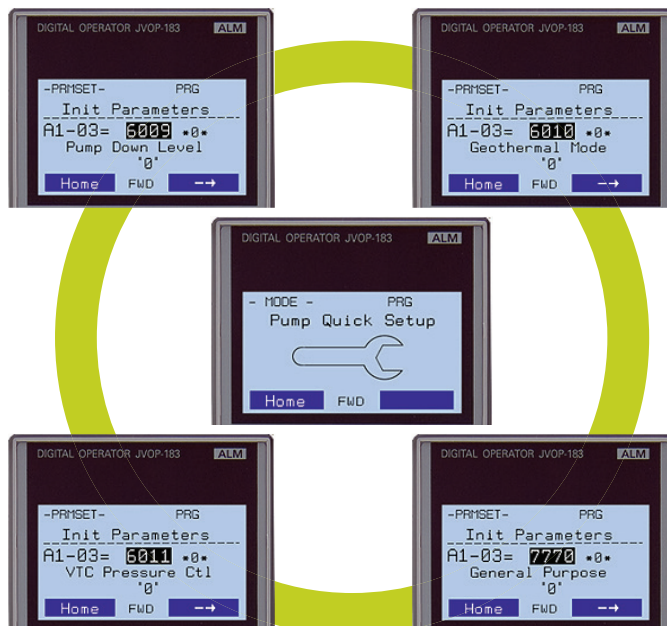 DIGITAL OPERATOR JVOP-183 ALM
-PRMSET- PRG
Init Parameters
A1-03= 6009 *0*
Pump Down Level
"0"
Home FWD →
DIGITAL OPERATOR JVOP-183 ALM
-PRMSET- PRG
Init Parameters
A1-03= 6010 *0*
Geothermal Mode
"0"
Home FWD →
DIGITAL OPERATOR JVOP-183 ALM
- MODE - PRG
Pump Quick Setup
Home FWD
DIGITAL OPERATOR JVOP-183 ALM
-PRMSET- PRG
Init Parameters
A1-03= 6011 *0*
VTC Pressure Ctl
"0"
Home FWD →
DIGITAL OPERATOR JVOP-183 ALM
-PRMSET- PRG
Init Parameters
A1-03= 7770 *0*
General Purpose
"0"
Home FWD →